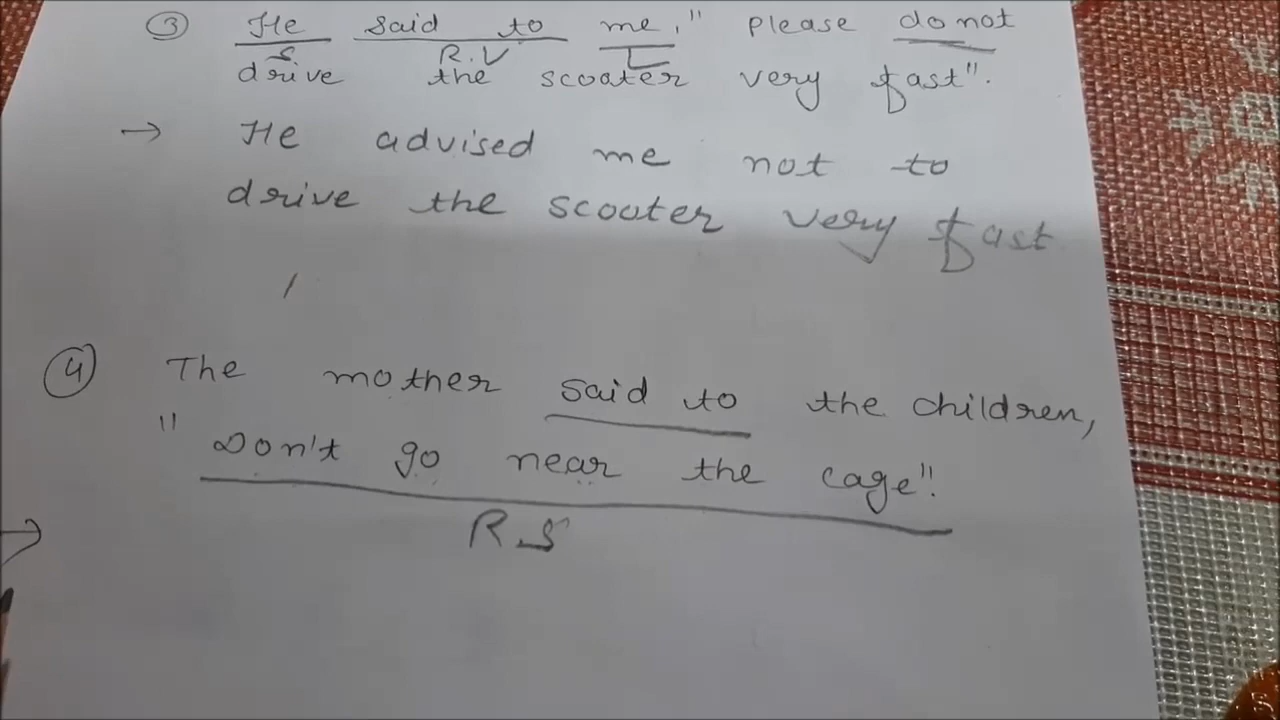 ③ He said to me," please do not
S R.V L
drive the scooter very fast".
→ He advised me not to
drive the scooter very fast
④ The mother said to the children,
" Don't go near the cage".
R.S
→